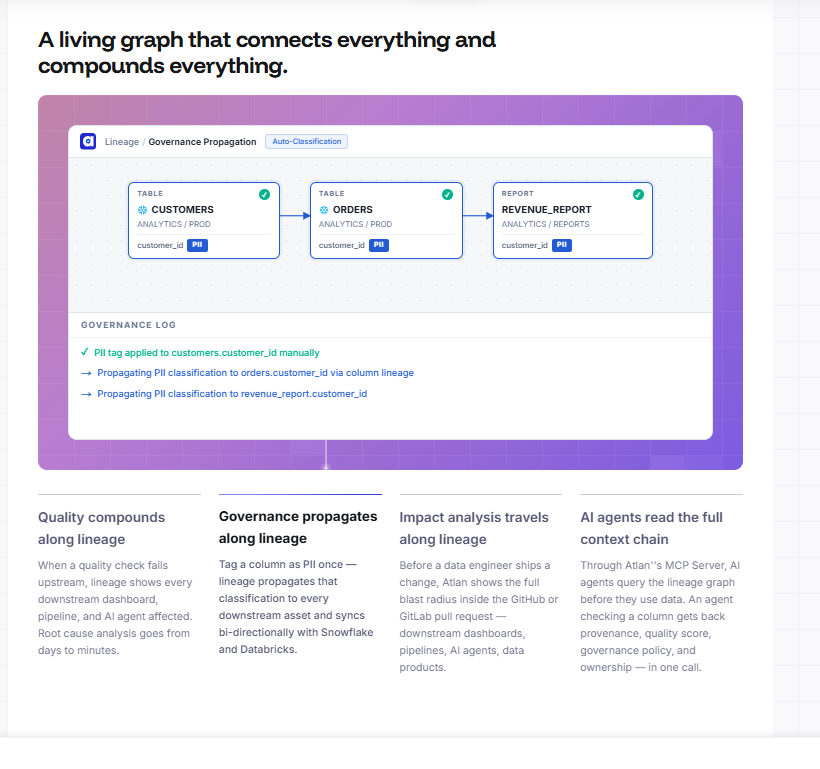 A living graph that connects everything and
compounds everything.
Lineage / Governance Propagation Auto-Classification
TABLE
CUSTOMERS
ANALYTICS / PROD
customer_id PII
TABLE
ORDERS
ANALYTICS / PROD
customer_id PII
REPORT
REVENUE_REPORT
ANALYTICS / REPORTS
customer_id PII
GOVERNANCE LOG
✓ PII tag applied to customers.customer_id manually
→ Propagating PII classification to orders.customer_id via column lineage
→ Propagating PII classification to revenue_report.customer_id
Quality compounds
along lineage
When a quality check fails
upstream, lineage shows every
downstream dashboard,
pipeline, and AI agent affected.
Root cause analysis goes from
days to minutes.
Governance propagates
along lineage
Tag a column as PII once —
lineage propagates that
classification to every
downstream asset and syncs
bi-directionally with Snowflake
and Databricks.
Impact analysis travels
along lineage
Before a data engineer ships a
change, Atlan shows the full
blast radius inside the GitHub or
GitLab pull request —
downstream dashboards,
pipelines, AI agents, data
products.
AI agents read the full
context chain
Through Atlan''s MCP Server, AI
agents query the lineage graph
before they use data. An agent
checking a column gets back
provenance, quality score,
governance policy, and
ownership — in one call.